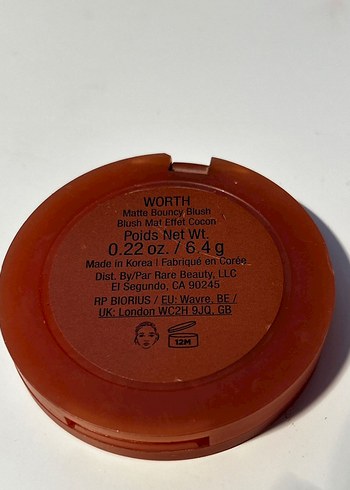 WORTH
Matte Bouncy Blush
Blush Mat Effet Cocon
Poids Net Wt.
0.22 oz. / 6.4 g
Made in Korea | Fabriqué en Corée
Dist. By/Par Rare Beauty, LLC
El Segundo, CA 90245
RP BIORIUS / EU: Wavre, BE /
UK: London WC2H 9JQ, GB
12M